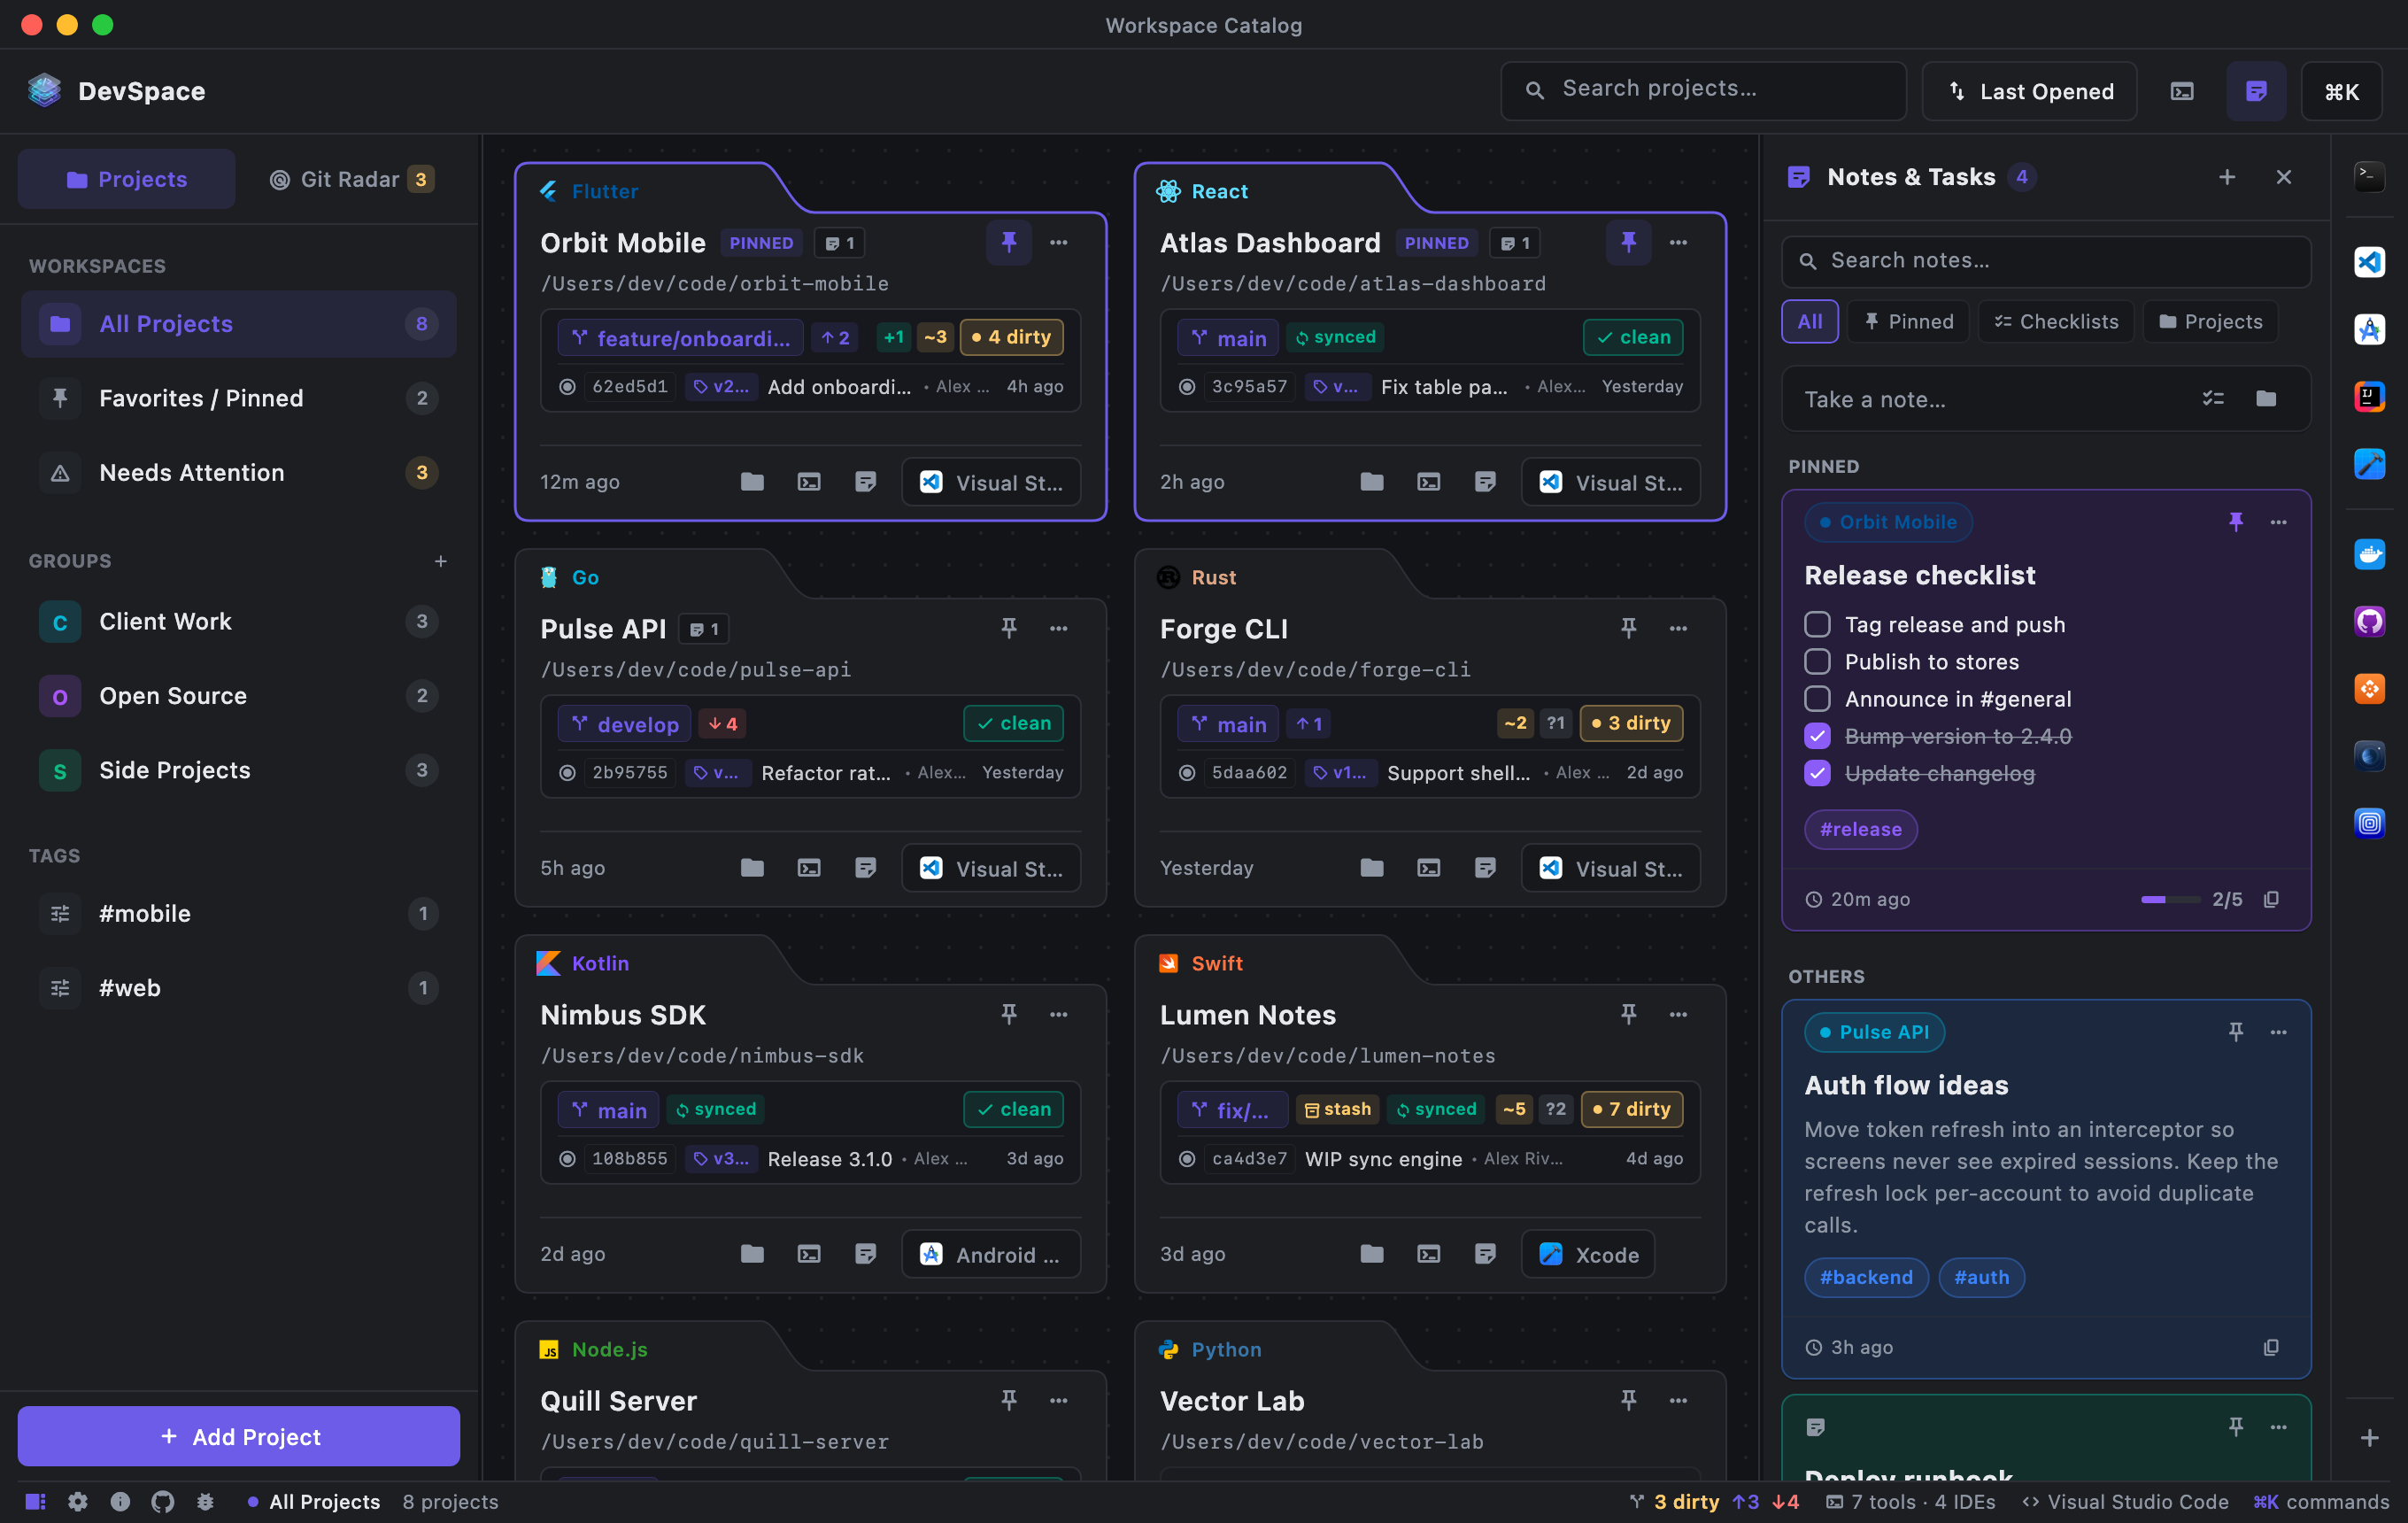 Workspace Catalog
DevSpace
Search projects...
Last Opened
⌘K
Projects
Git Radar 3
WORKSPACES
All Projects 8
Favorites / Pinned 2
Needs Attention 3
GROUPS +
C Client Work 3
O Open Source 2
S Side Projects 3
TAGS
#mobile 1
#web 1
+ Add Project
Flutter
Orbit Mobile PINNED 1
/Users/dev/code/orbit-mobile
feature/onboardi... ↑2 +1 ~3 • 4 dirty
62ed5d1 v2... Add onboardi... • Alex ... 4h ago
12m ago Visual St...
React
Atlas Dashboard PINNED 1
/Users/dev/code/atlas-dashboard
main synced ✓ clean
3c95a57 v... Fix table pa... • Alex... Yesterday
2h ago Visual St...
Go
Pulse API 1
/Users/dev/code/pulse-api
develop ↓4 ✓ clean
2b95755 v... Refactor rat... • Alex... Yesterday
5h ago Visual St...
Rust
Forge CLI
/Users/dev/code/forge-cli
main ↑1 ~2 ?1 • 3 dirty
5daa602 v1... Support shell... • Alex ... 2d ago
Yesterday Visual St...
Kotlin
Nimbus SDK
/Users/dev/code/nimbus-sdk
main synced ✓ clean
108b855 v3... Release 3.1.0 • Alex ... 3d ago
2d ago Android ...
Swift
Lumen Notes
/Users/dev/code/lumen-notes
fix/... stash synced ~5 ?2 • 7 dirty
ca4d3e7 WIP sync engine • Alex Riv... 4d ago
3d ago Xcode
JS Node.js
Quill Server
/Users/dev/code/quill-server
Python
Vector Lab
/Users/dev/code/vector-lab
Notes & Tasks 4
Search notes...
All Pinned Checklists Projects
Take a note...
PINNED
• Orbit Mobile
Release checklist
Tag release and push
Publish to stores
Announce in #general
Bump version to 2.4.0
Update changelog
#release
20m ago 2/5
OTHERS
• Pulse API
Auth flow ideas
Move token refresh into an interceptor so
screens never see expired sessions. Keep the
refresh lock per-account to avoid duplicate
calls.
#backend #auth
3h ago
Deploy runbook
IJ
All Projects 8 projects
3 dirty ↑3 ↓4 7 tools · 4 IDEs Visual Studio Code ⌘K commands